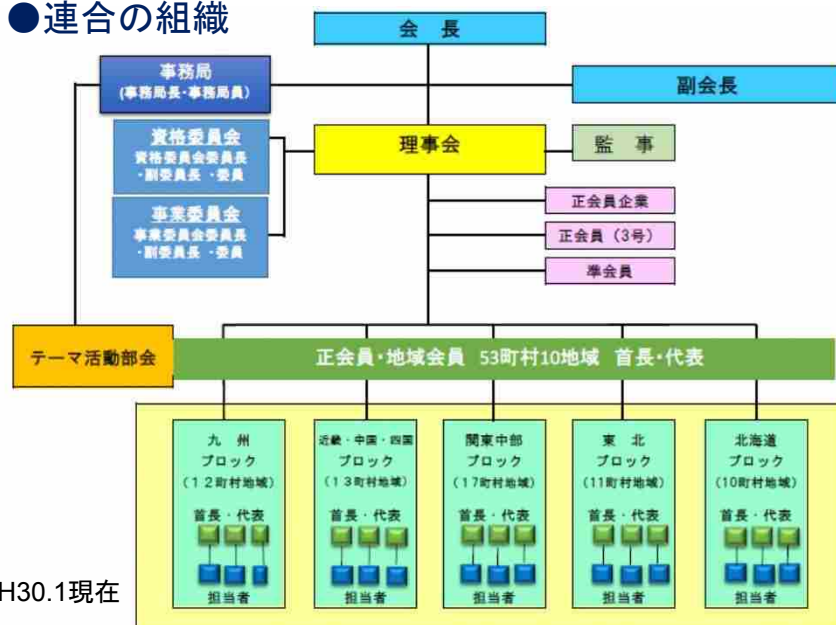 ●連合の組織
会 長
事務局
(事務局長・事務局員)
副会長
資格委員会
資格委員会委員長
・副委員長 ・委員
理事会
監 事
事業委員会
事業委員会委員長
・副委員長 ・委員
正会員企業
正会員（3号）
準会員
テーマ活動部会
正会員・地域会員 53町村10地域 首長・代表
九 州
ブロック
(１２町村地域)
首長・代表
担当者
近畿・中国・四国
ブロック
(１３町村地域)
首長・代表
担当者
関東中部
ブロック
(17町村地域)
首長・代表
担当者
東 北
ブロック
(11町村地域)
首長・代表
担当者
北海道
ブロック
(10町村地域)
首長・代表
担当者
H30.1現在